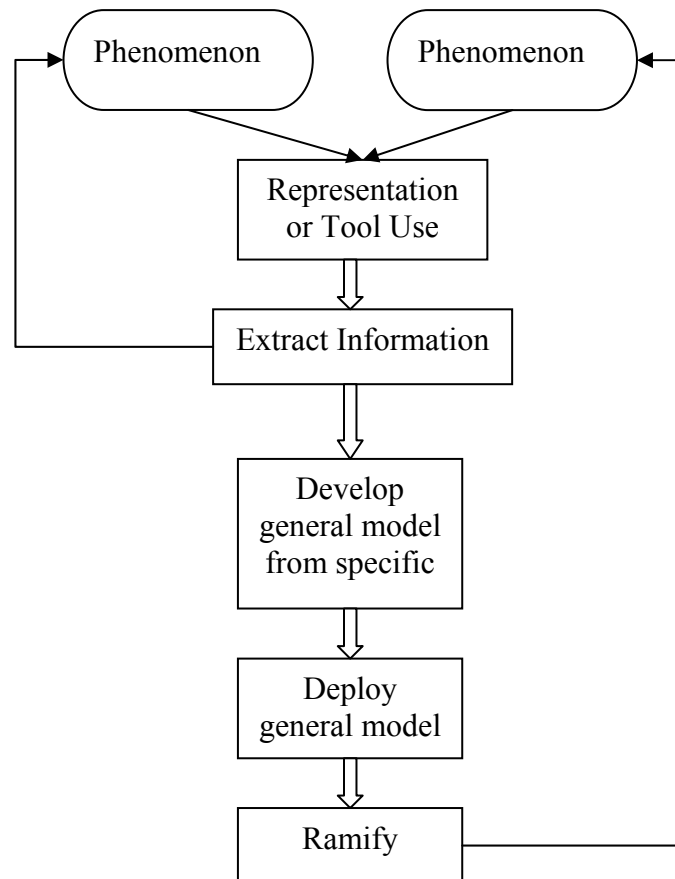 Phenomenon
Phenomenon
Representation
or Tool Use
Extract Information
Develop
general model
from specific
Deploy
general model
Ramify